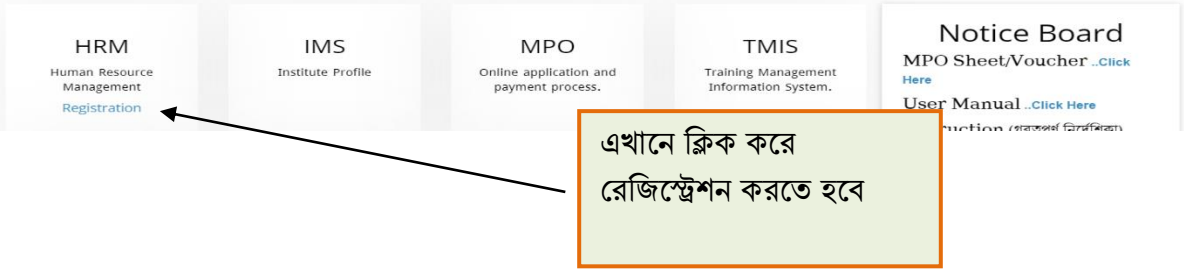 HRM
Human Resource
Management
Registration
IMS
Institute Profile
MPO
Online application and
payment process.
TMIS
Training Management
Information System.
Notice Board
MPO Sheet/Voucher ..Click
Here
User Manual ..Click Here
এখানে ক্লিক করে
রেজিস্ট্রেশন করতে হবে